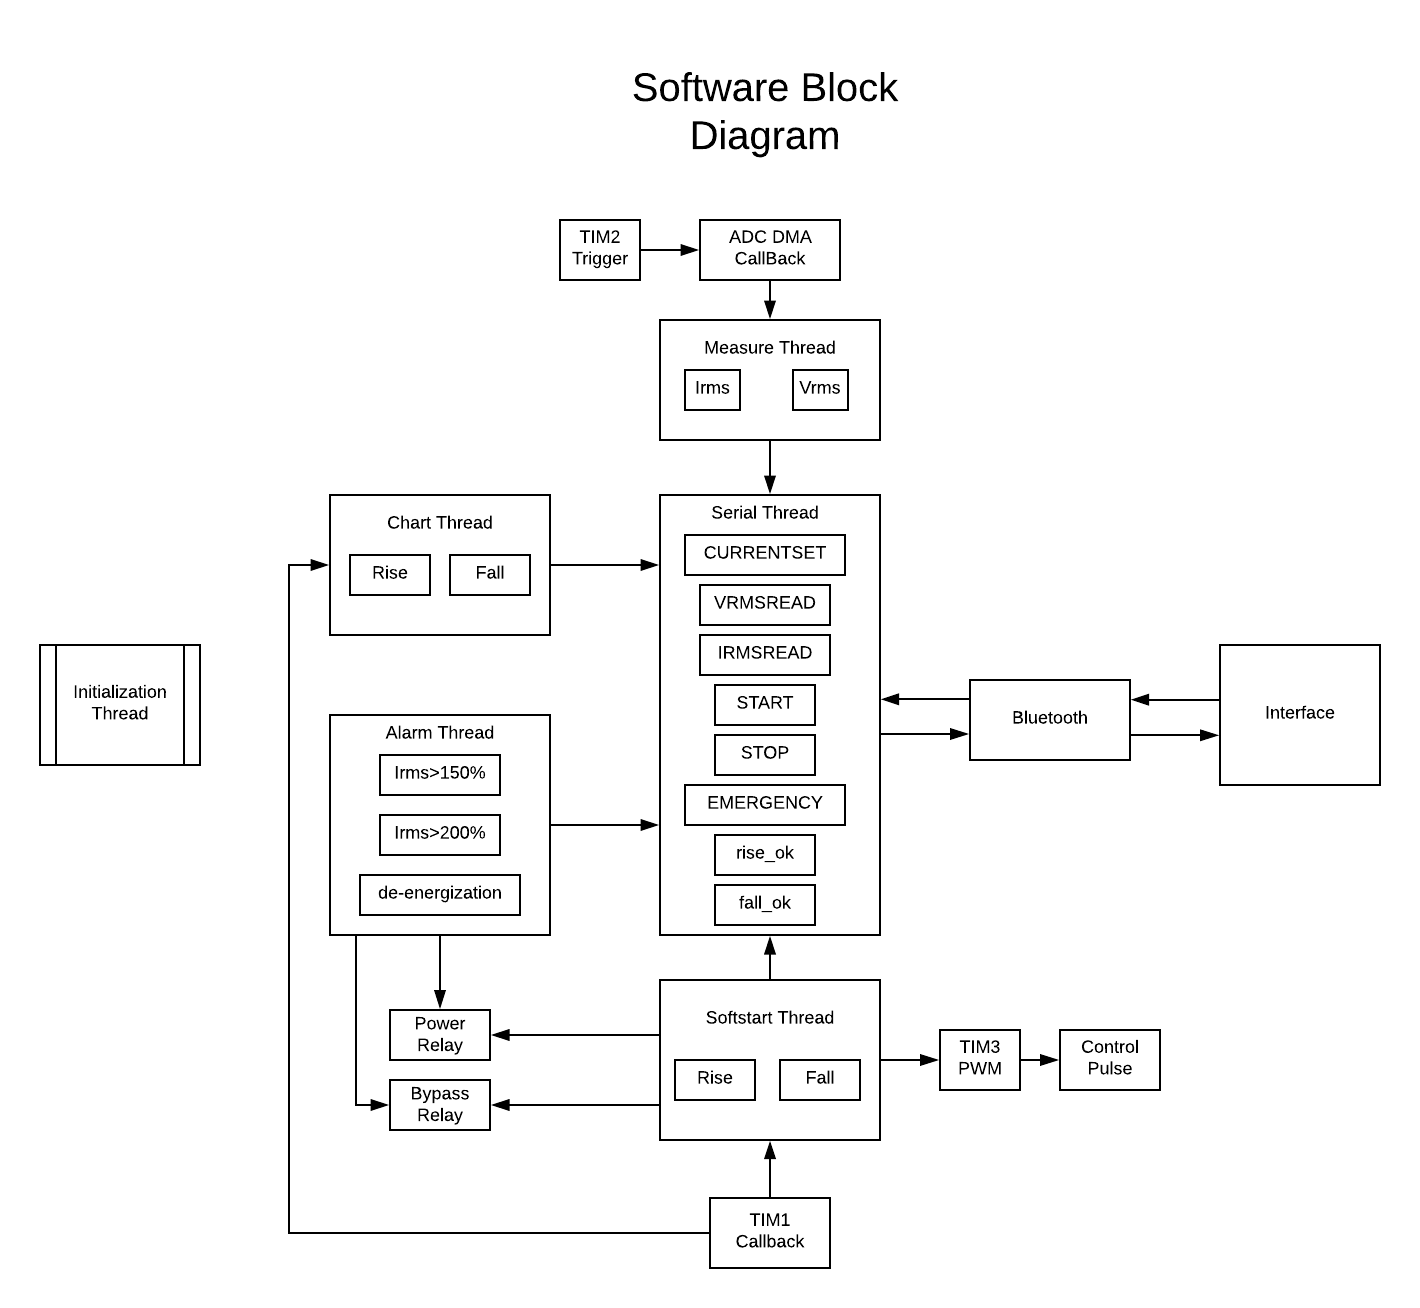 Software Block
Diagram
TIM2
Trigger
ADC DMA
CallBack
Measure Thread
Irms
Vrms
Chart Thread
Rise
Fall
Serial Thread
CURRENTSET
VRMSREAD
IRMSREAD
START
STOP
EMERGENCY
rise_ok
fall_ok
Initialization
Thread
Alarm Thread
Irms>150%
Irms>200%
de-energization
Bluetooth
Interface
Power
Relay
Bypass
Relay
Softstart Thread
Rise
Fall
TIM3
PWM
Control
Pulse
TIM1
Callback